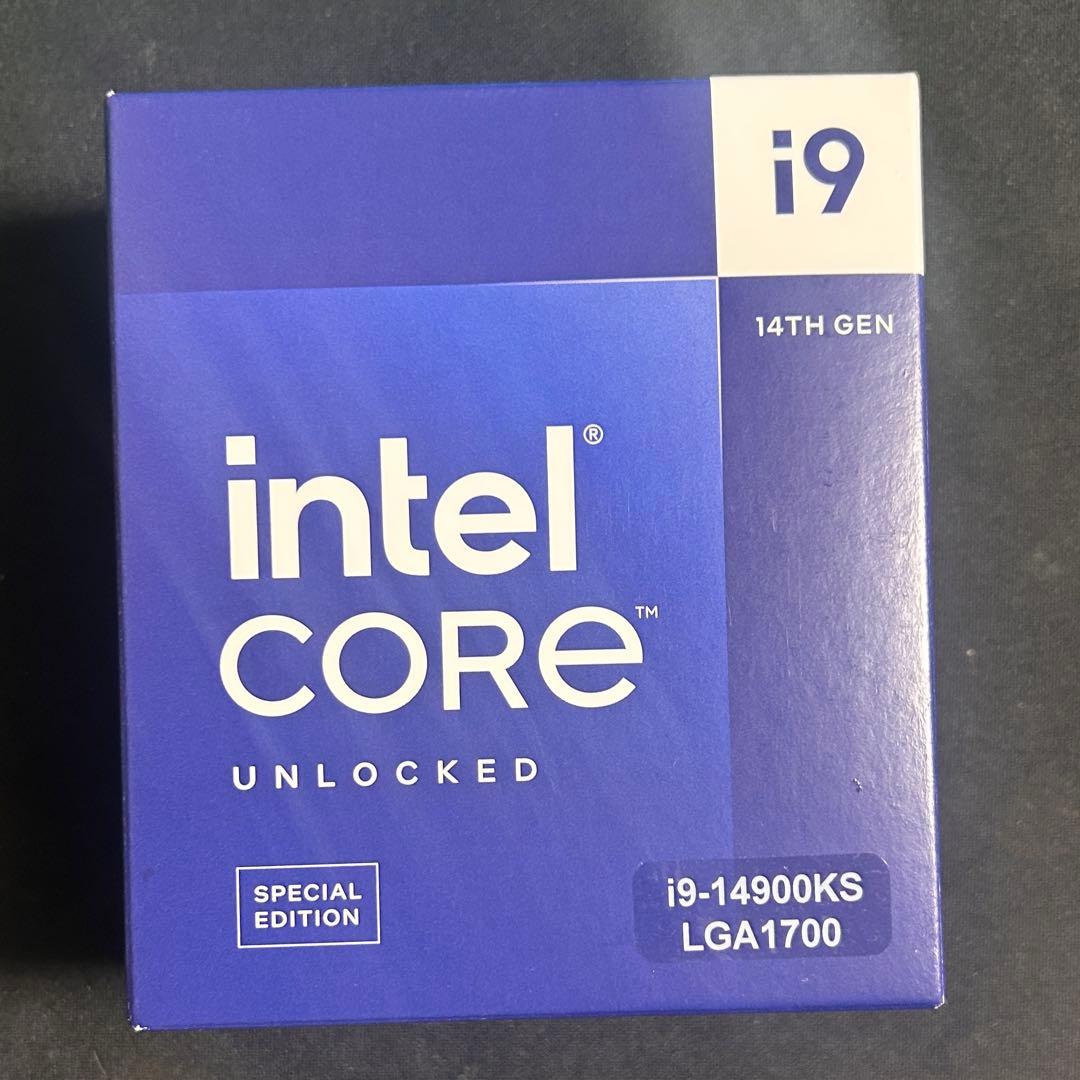 i9
14TH GEN
intel®
CORE™
UNLOCKED
SPECIAL
EDITION
i9-14900KS
LGA1700